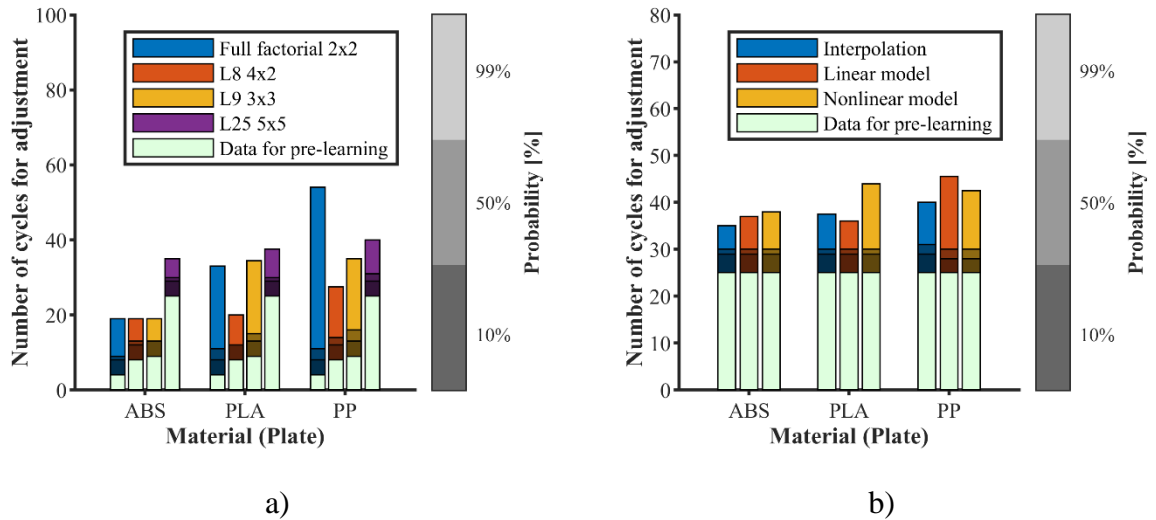 100
80
60
40
20
0
Number of cycles for adjustment
Full factorial 2x2
L8 4x2
L9 3x3
L25 5x5
Data for pre-learning
ABS
PLA
PP
Material (Plate)
99%
50%
10%
Probability [%]
a)
80
70
60
50
40
30
20
10
0
Number of cycles for adjustment
Interpolation
Linear model
Nonlinear model
Data for pre-learning
ABS
PLA
PP
Material (Plate)
99%
50%
10%
Probability [%]
b)